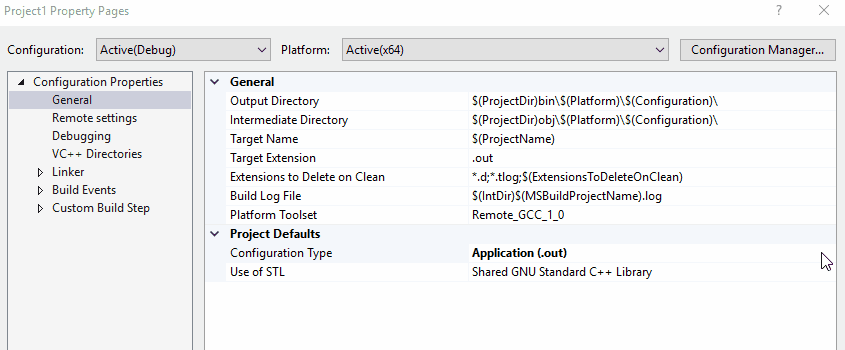 Project1 Property Pages
Configuration: Active(Debug) Platform: Active(x64) Configuration Manager...
Configuration Properties
General
Remote settings
Debugging
VC++ Directories
Linker
Build Events
Custom Build Step
General
Output Directory $(ProjectDir)bin\$(Platform)\$(Configuration)\
Intermediate Directory $(ProjectDir)obj\$(Platform)\$(Configuration)\
Target Name $(ProjectName)
Target Extension .out
Extensions to Delete on Clean *.d;*.tlog;$(ExtensionsToDeleteOnClean)
Build Log File $(IntDir)$(MSBuildProjectName).log
Platform Toolset Remote_GCC_1_0
Project Defaults
Configuration Type Application (.out)
Use of STL Shared GNU Standard C++ Library